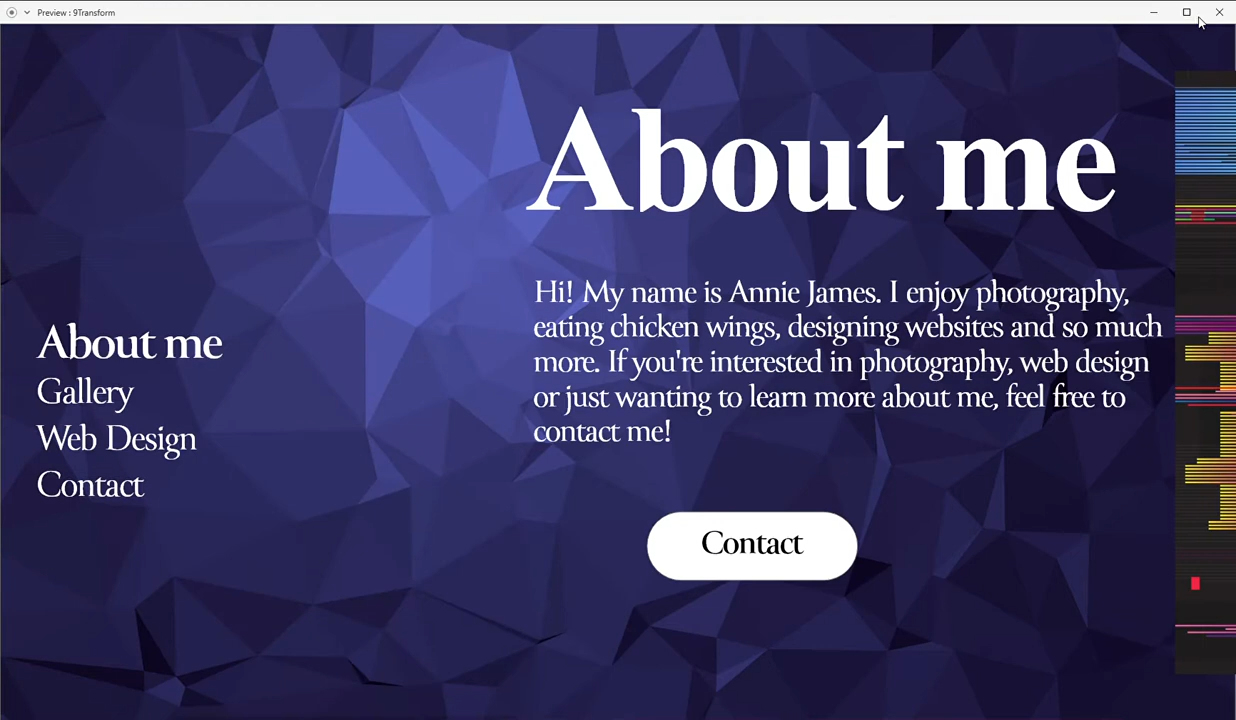 Preview : 9Transform
About me
Hi! My name is Annie James. I enjoy photography,
eating chicken wings, designing websites and so much
more. If you're interested in photography, web design
or just wanting to learn more about me, feel free to
contact me!
About me
Gallery
Web Design
Contact
Contact